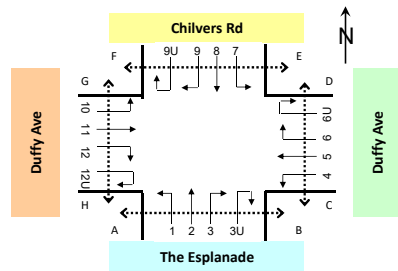 Chilvers Rd
N
F
9U 9 8 7
E
G
D
10
11
12
12U
6U
6
5
4
Duffy Ave
Duffy Ave
H
C
A
1 2 3 3U
B
The Esplanade